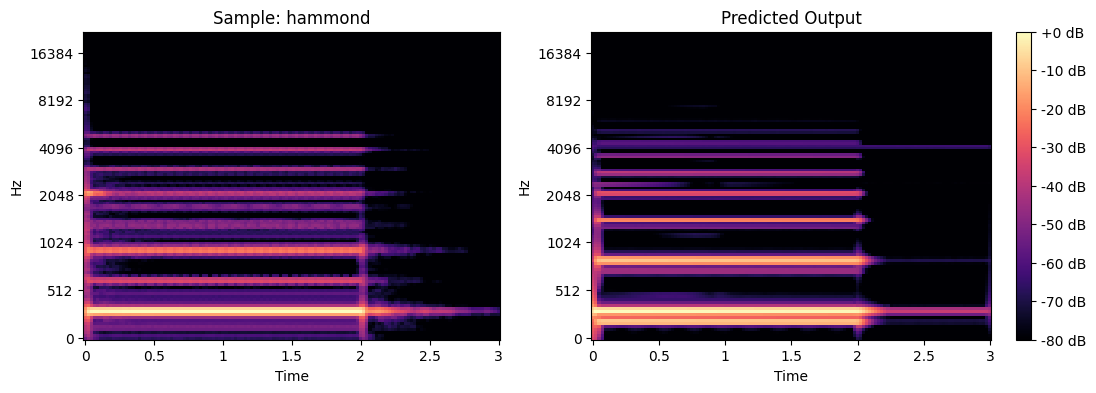 Sample: hammond
Hz
16384
8192
4096
2048
1024
512
0
0
0.5
1
1.5
2
2.5
3
Time
Predicted Output
Hz
16384
8192
4096
2048
1024
512
0
0
0.5
1
1.5
2
2.5
3
Time
+0 dB
-10 dB
-20 dB
-30 dB
-40 dB
-50 dB
-60 dB
-70 dB
-80 dB